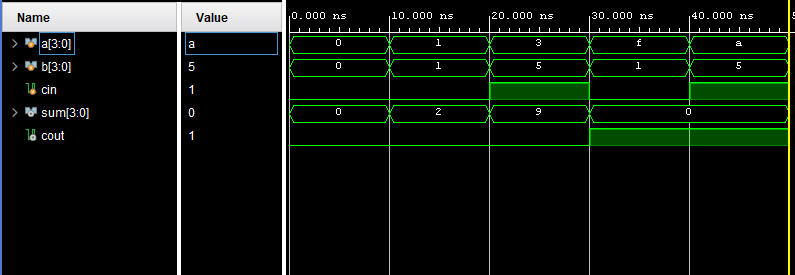 Name Value 0.000 ns 10.000 ns 20.000 ns 30.000 ns 40.000 ns 5
a[3:0] a 0 1 3 f a
b[3:0] 5 0 1 5 1 5
cin 1
sum[3:0] 0 0 2 9 0
cout 1